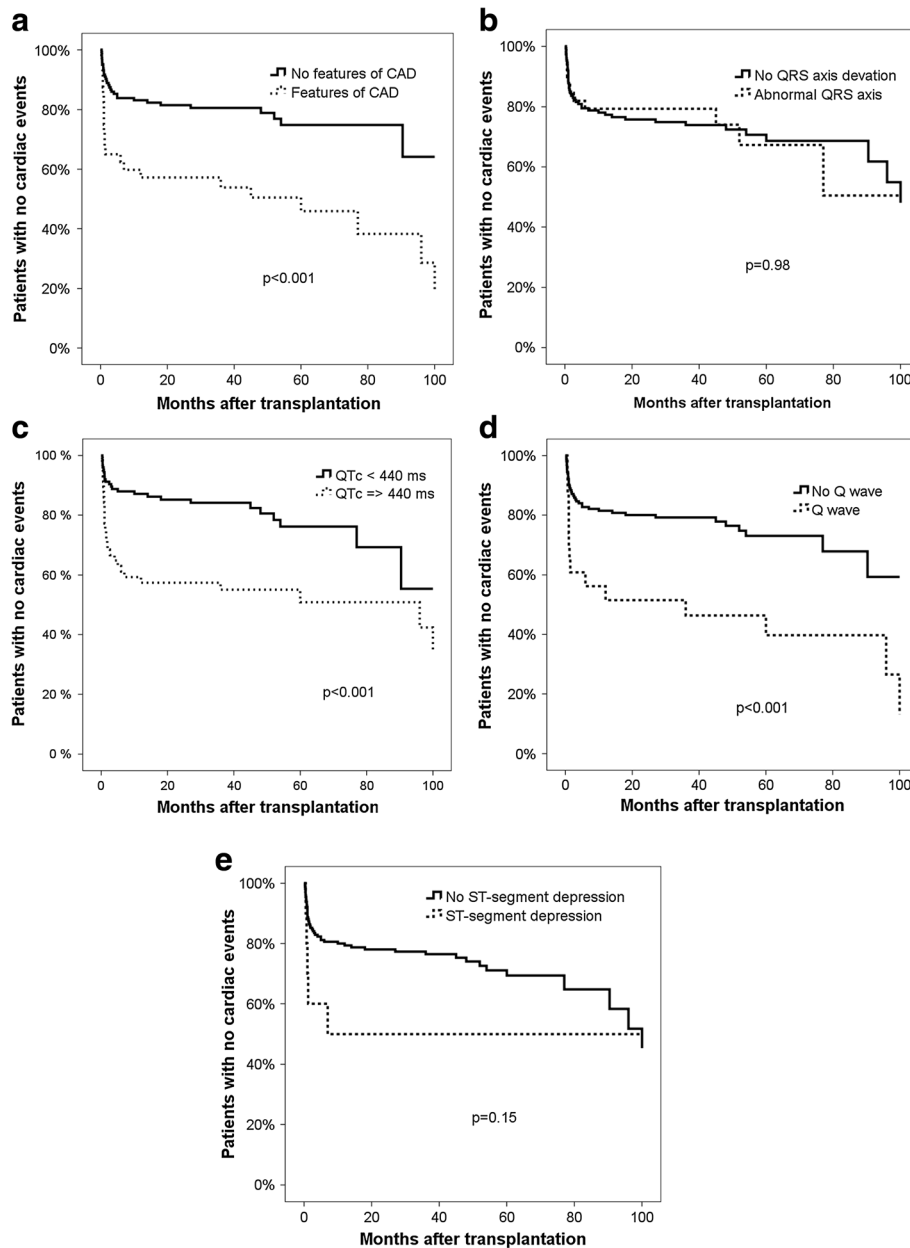 a
Patients with no cardiac events
100%
80%
60%
40%
20%
0%
No features of CAD
Features of CAD
p<0.001
0 20 40 60 80 100
Months after transplantation
b
Patients with no cardiac events
100%
80%
60%
40%
20%
0%
No QRS axis devation
Abnormal QRS axis
p=0.98
0 20 40 60 80 100
Months after transplantation
c
Patients with no cardiac events
100 %
80 %
60 %
40 %
20 %
0 %
QTc < 440 ms
QTc => 440 ms
p<0.001
0 20 40 60 80 100
Months after transplantation
d
Patients with no cardiac events
100%
80%
60%
40%
20%
0%
No Q wave
Q wave
p<0.001
0 20 40 60 80 100
Months after transplantation
e
Patients with no cardiac events
100%
80%
60%
40%
20%
0%
No ST-segment depression
ST-segment depression
p=0.15
0 20 40 60 80 100
Months after transplantation